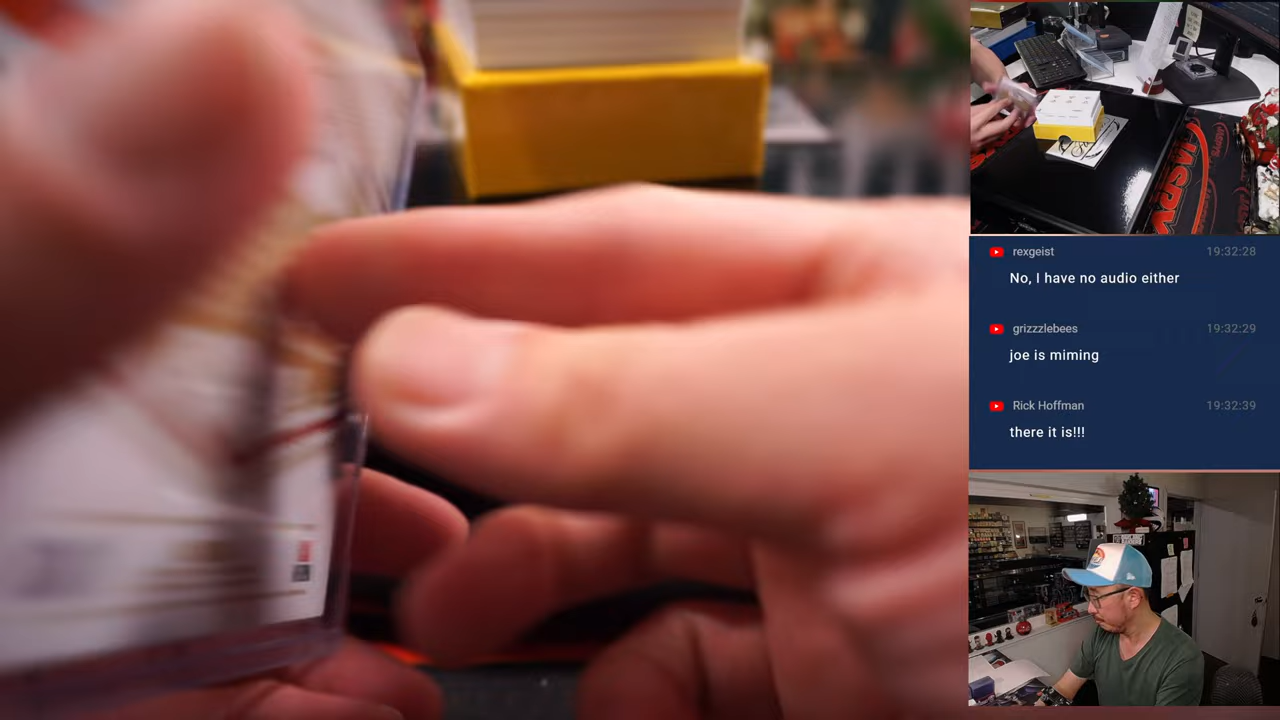 rexgeist 19:32:28
No, I have no audio either
grizzzlebees 19:32:29
joe is miming
Rick Hoffman 19:32:39
there it is!!!